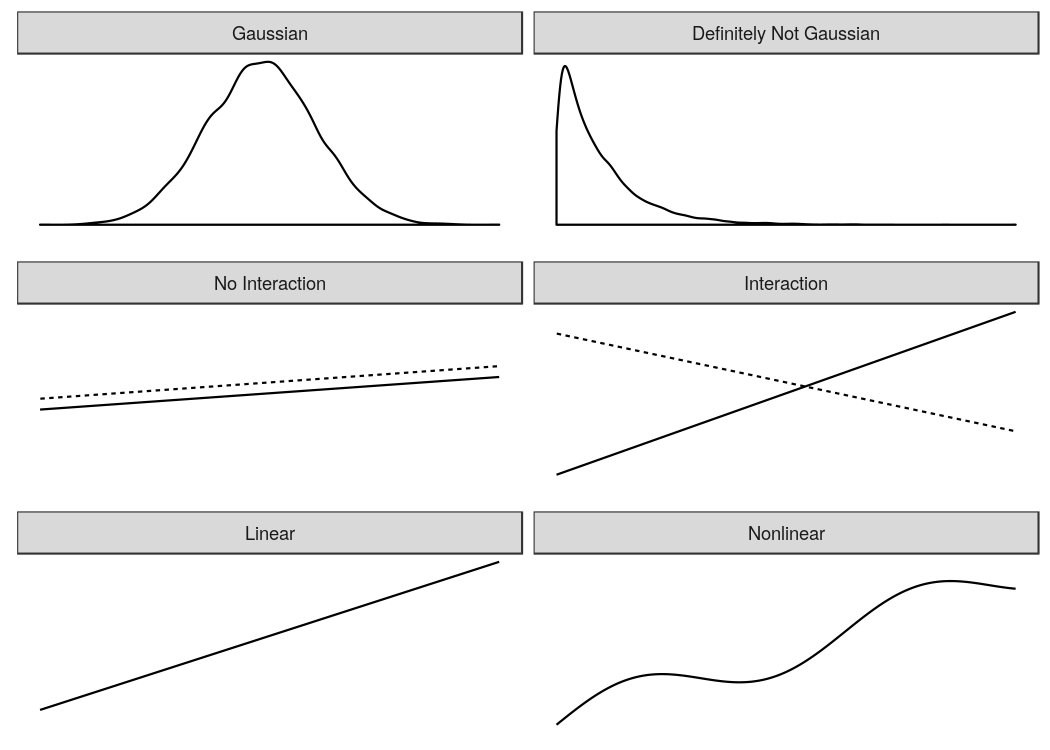 Gaussian
Definitely Not Gaussian
No Interaction
Interaction
Linear
Nonlinear